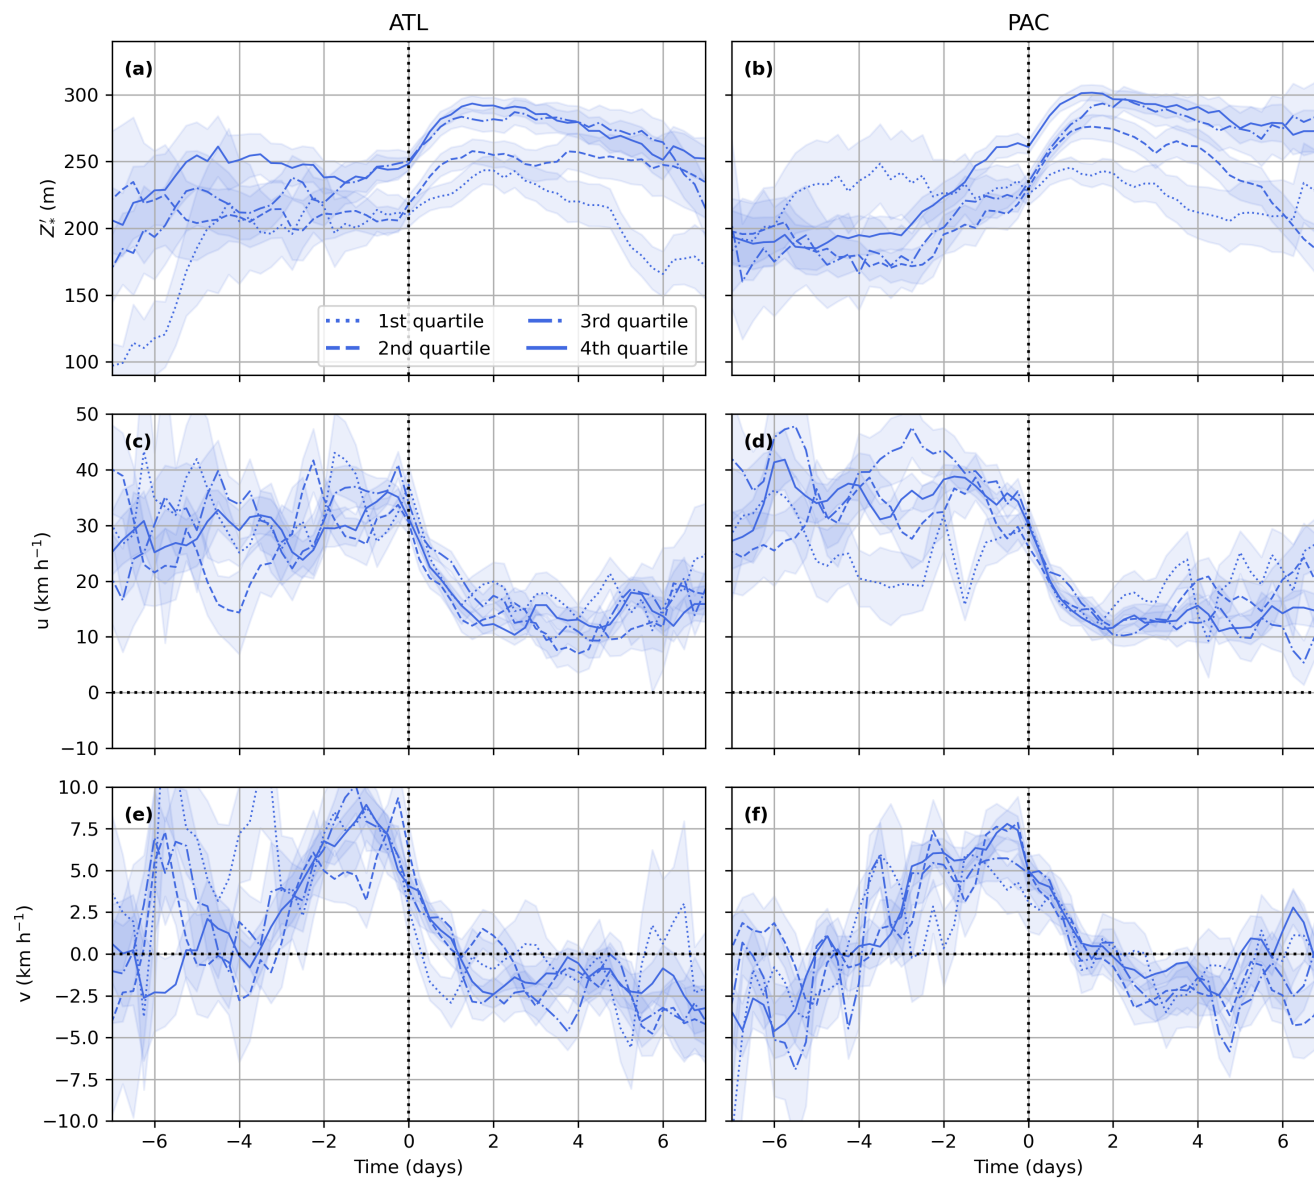 ATL
PAC
(a)
(b)
300
250
200
150
100
Z′* (m)
1st quartile
2nd quartile
3rd quartile
4th quartile
(c)
(d)
50
40
30
20
10
0
−10
u (km h⁻¹)
(e)
(f)
10.0
7.5
5.0
2.5
0.0
−2.5
−5.0
−7.5
−10.0
v (km h⁻¹)
−6 −4 −2 0 2 4 6
−6 −4 −2 0 2 4 6
Time (days)
Time (days)